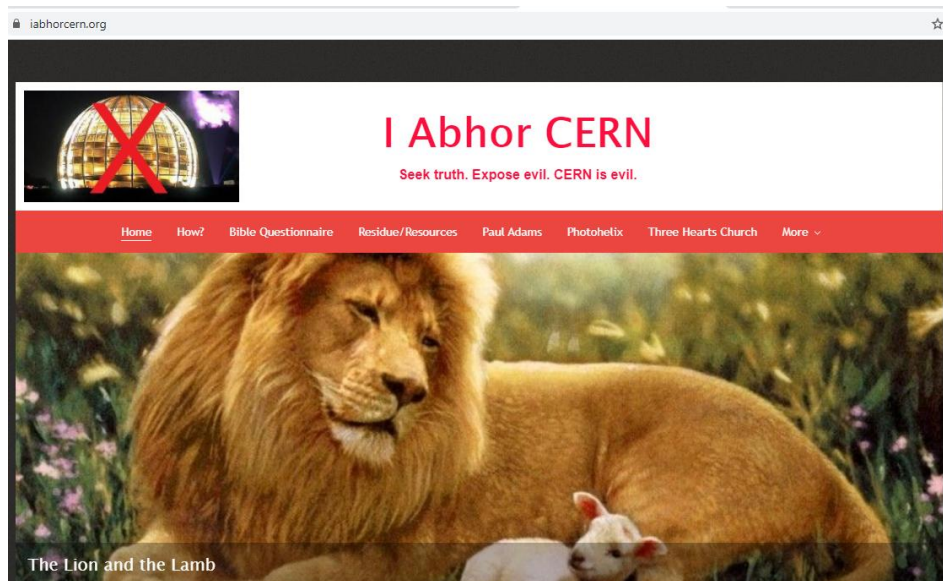 iabhorcern.org
I Abhor CERN
Seek truth. Expose evil. CERN is evil.
Home How? Bible Questionnaire Residue/Resources Paul Adams Photohelix Three Hearts Church More
The Lion and the Lamb